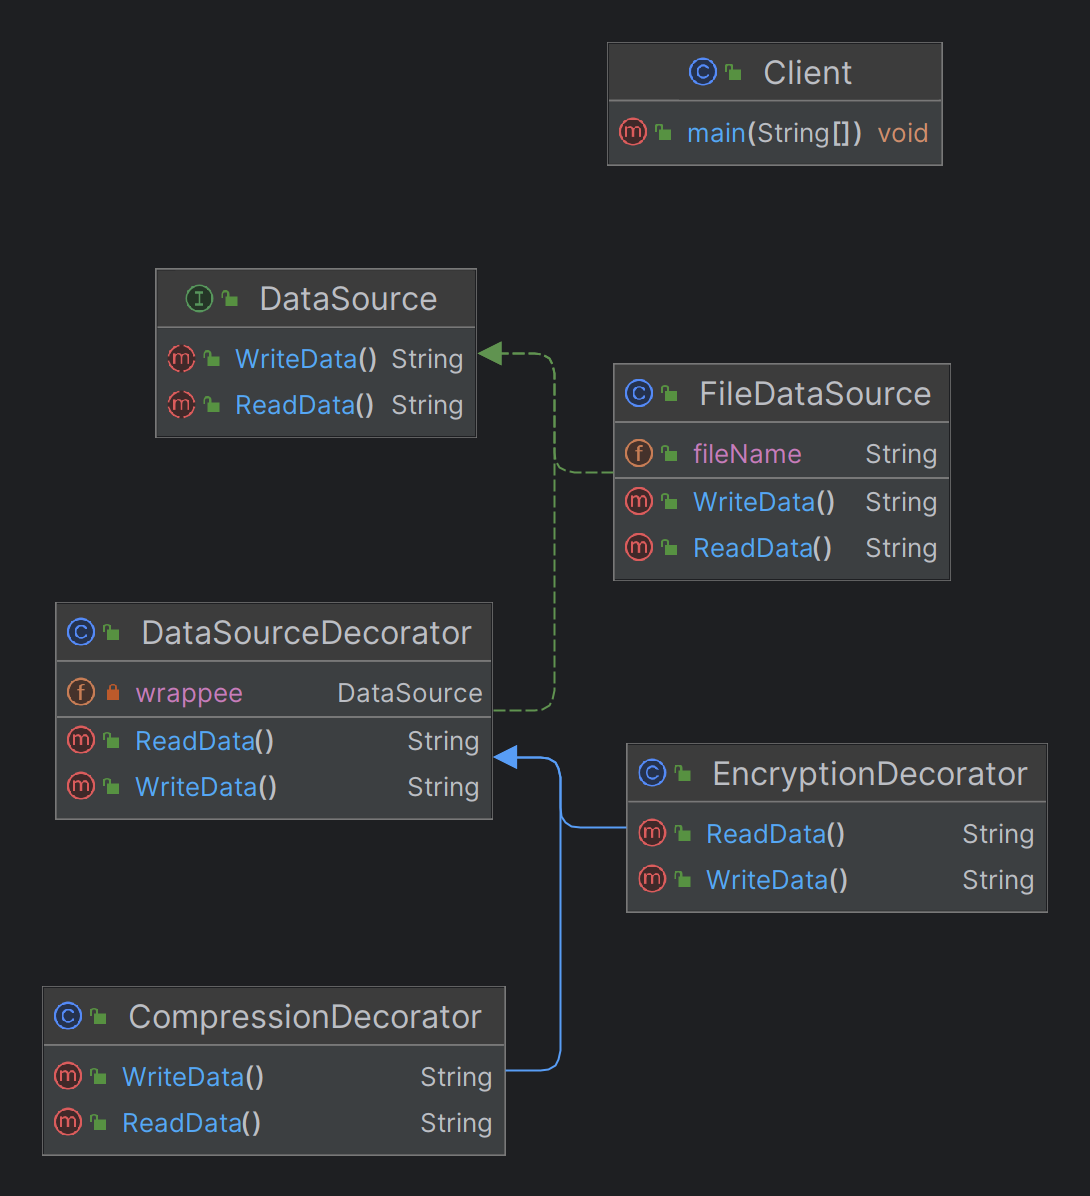 Client
main(String[]) void
DataSource
WriteData() String
ReadData() String
FileDataSource
fileName String
WriteData() String
ReadData() String
DataSourceDecorator
wrappee DataSource
ReadData() String
WriteData() String
EncryptionDecorator
ReadData() String
WriteData() String
CompressionDecorator
WriteData() String
ReadData() String